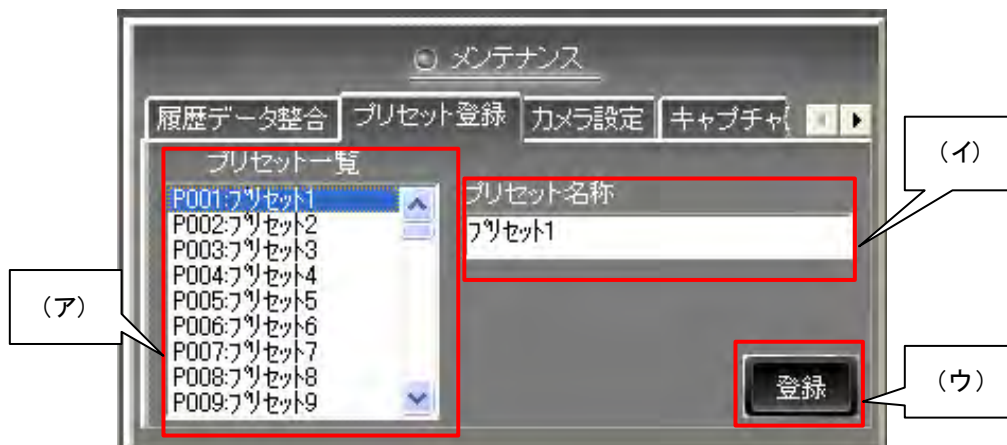 メンテナンス
履歴データ整合 プリセット登録 カメラ設定 キャプチャ
プリセット一覧
P001:プリセット1
P002:プリセット2
P003:プリセット3
P004:プリセット4
P005:プリセット5
P006:プリセット6
P007:プリセット7
P008:プリセット8
P009:プリセット9
プリセット名称
プリセット1
登録
(ア)
(イ)
(ウ)